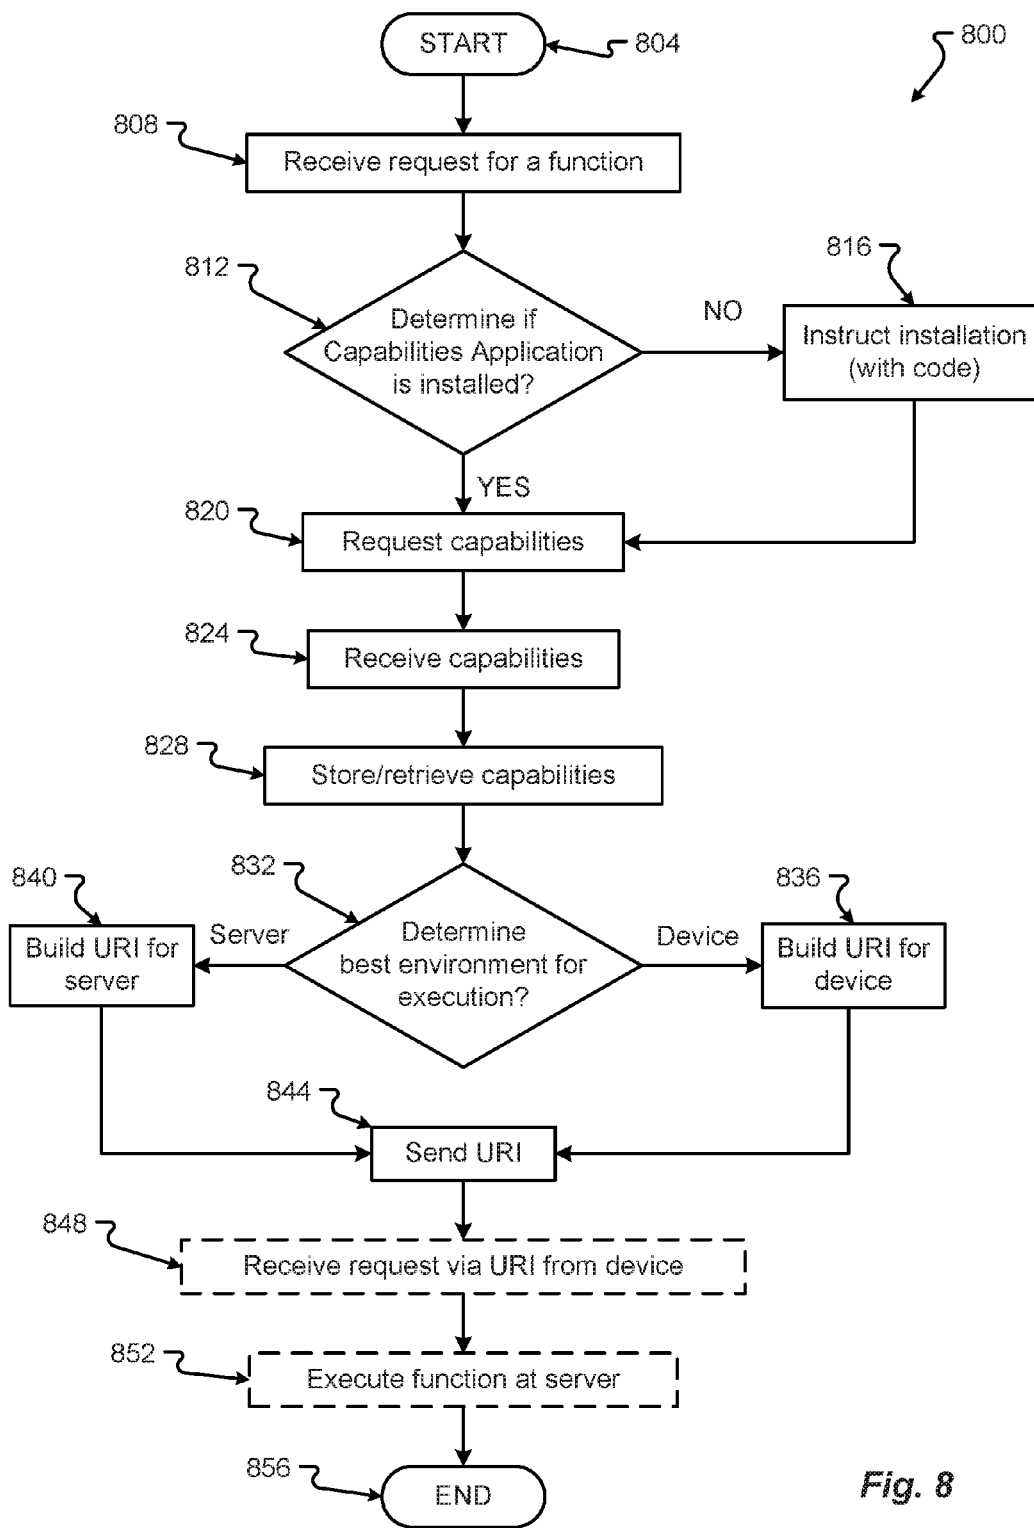 START
804
800
808
Receive request for a function
812
Determine if
Capabilities Application
is installed?
NO
816
Instruct installation
(with code)
YES
820
Request capabilities
824
Receive capabilities
828
Store/retrieve capabilities
840
832
836
Build URI for
server
Server
Determine
best environment for
execution?
Device
Build URI for
device
844
Send URI
848
Receive request via URI from device
852
Execute function at server
856
END
Fig. 8